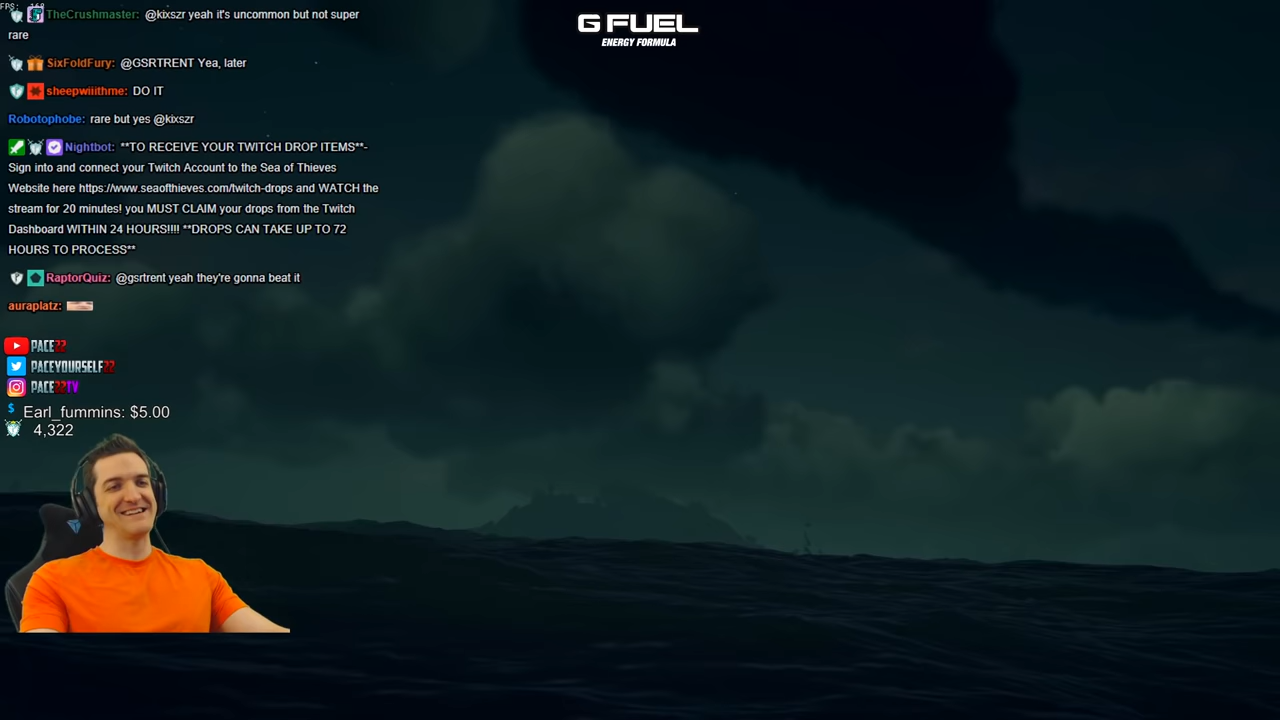 FPS: 168
TheCrushmaster: @kixszr yeah it's uncommon but not super
rare
SixFoldFury: @GSRTRENT Yea, later
sheepwiiithme: DO IT
Robotophobe: rare but yes @kixszr
Nightbot: **TO RECEIVE YOUR TWITCH DROP ITEMS**-
Sign into and connect your Twitch Account to the Sea of Thieves
Website here https://www.seaofthieves.com/twitch-drops and WATCH the
stream for 20 minutes! you MUST CLAIM your drops from the Twitch
Dashboard WITHIN 24 HOURS!!!! **DROPS CAN TAKE UP TO 72
HOURS TO PROCESS**
RaptorQuiz: @gsrtrent yeah they're gonna beat it
auraplatz:
PACE22
PACEYOURSELF22
PACE22TV
$ Earl_fummins: $5.00
4,322
G FUEL
ENERGY FORMULA